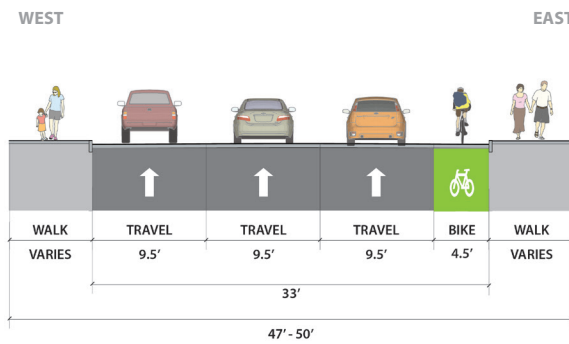 WEST EAST
WALK TRAVEL TRAVEL TRAVEL BIKE WALK
VARIES 9.5’ 9.5’ 9.5’ 4.5’ VARIES
33’
47’ - 50’